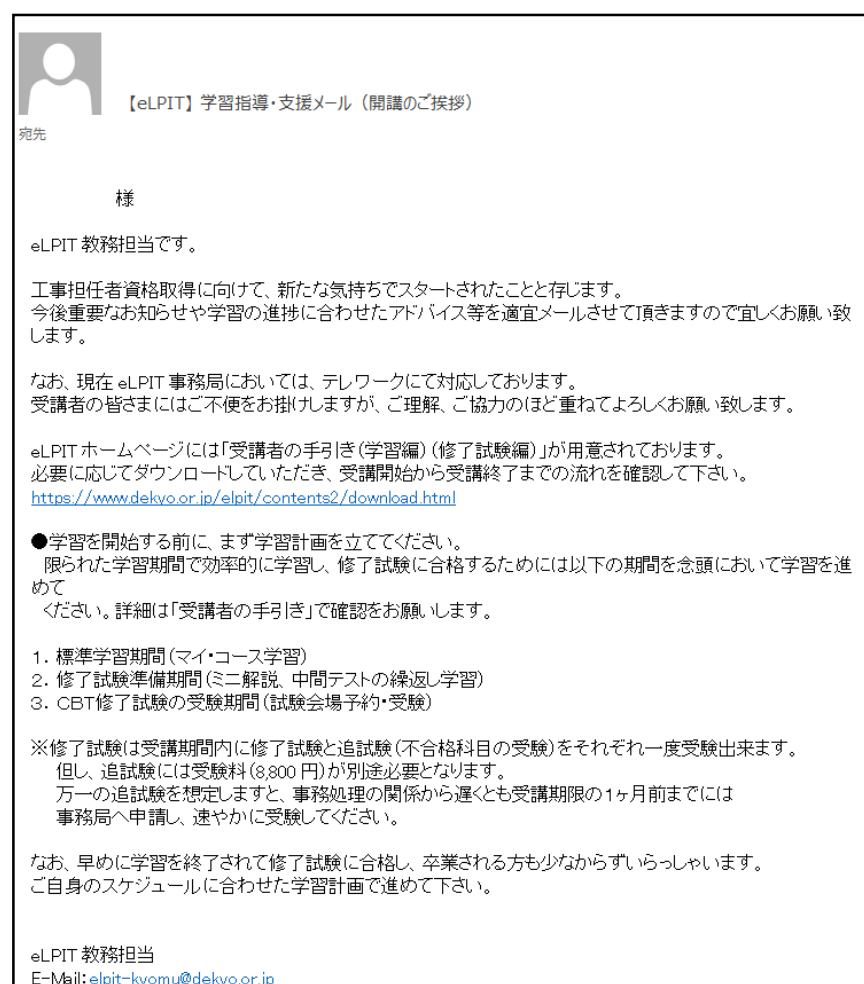 【eLPIT】学習指導・支援メール（開講のご挨拶）
宛先
様
eLPIT 教務担当です。
工事担任者資格取得に向けて、新たな気持ちでスタートされたことと存じます。
今後重要なお知らせや学習の進捗に合わせたアドバイス等を適宜メールさせて頂きますので宜しくお願い致
します。
なお、現在 eLPIT 事務局においては、テレワークにて対応しております。
受講者の皆さまにはご不便をお掛けしますが、ご理解、ご協力のほど重ねてよろしくお願い致します。
eLPIT ホームページには「受講者の手引き（学習編）（修了試験編）」が用意されております。
必要に応じてダウンロードしていただき、受講開始から受講終了までの流れを確認して下さい。
https://www.dekyo.or.jp/elpit/contents2/download.html
●学習を開始する前に、まず学習計画を立ててください。
限られた学習期間で効率的に学習し、修了試験に合格するためには以下の期間を念頭において学習を進
めて
ください。詳細は「受講者の手引き」で確認をお願いします。
1．標準学習期間（マイ・コース学習）
2．修了試験準備期間（ミニ解説、中間テストの繰返し学習）
3．CBT修了試験の受験期間（試験会場予約・受験）
※修了試験は受講期間内に修了試験と追試験（不合格科目の受験）をそれぞれ一度受験出来ます。
但し、追試験には受験料（8,800 円）が別途必要となります。
万一の追試験を想定しますと、事務処理の関係から遅くとも受講期限の1ヶ月前までには
事務局へ申請し、速やかに受験してください。
なお、早めに学習を終了されて修了試験に合格し、卒業される方も少なからずいらっしゃいます。
ご自身のスケジュールに合わせた学習計画で進めて下さい。
eLPIT 教務担当
E-Mail：elpit-kyomu@dekyo.or.jp